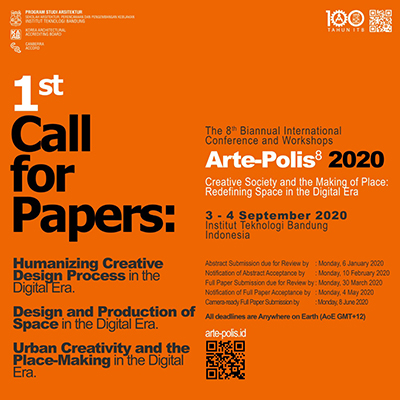 PROGRAM STUDI ARSITEKTUR
SEKOLAH ARSITEKTUR, PERENCANAAN DAN PENGEMBANGAN KEBIJAKAN
INSTITUT TEKNOLOGI BANDUNG
KOREA ARCHITECTURAL
ACCREDITING BOARD
CANBERRA
ACCORD
100
TAHUN ITB
1st
Call
for
Papers:
Humanizing Creative
Design Process in the
Digital Era.
Design and Production of
Space in the Digital Era.
Urban Creativity and the
Place-Making in the Digital
Era.
The 8th Biannual International
Conference and Workshops
Arte-Polis8 2020
Creative Society and the Making of Place:
Redefining Space in the Digital Era
3 - 4 September 2020
Institut Teknologi Bandung
Indonesia
Abstract Submission due for Review by : Monday, 6 January 2020
Notification of Abstract Acceptance by : Monday, 10 February 2020
Full Paper Submission due for Review by : Monday, 30 March 2020
Notification of Full Paper Acceptance by : Monday, 4 May 2020
Camera-ready Full Paper Submission by : Monday, 8 June 2020
All deadlines are Anywhere on Earth (AoE GMT+12)
arte-polis.id